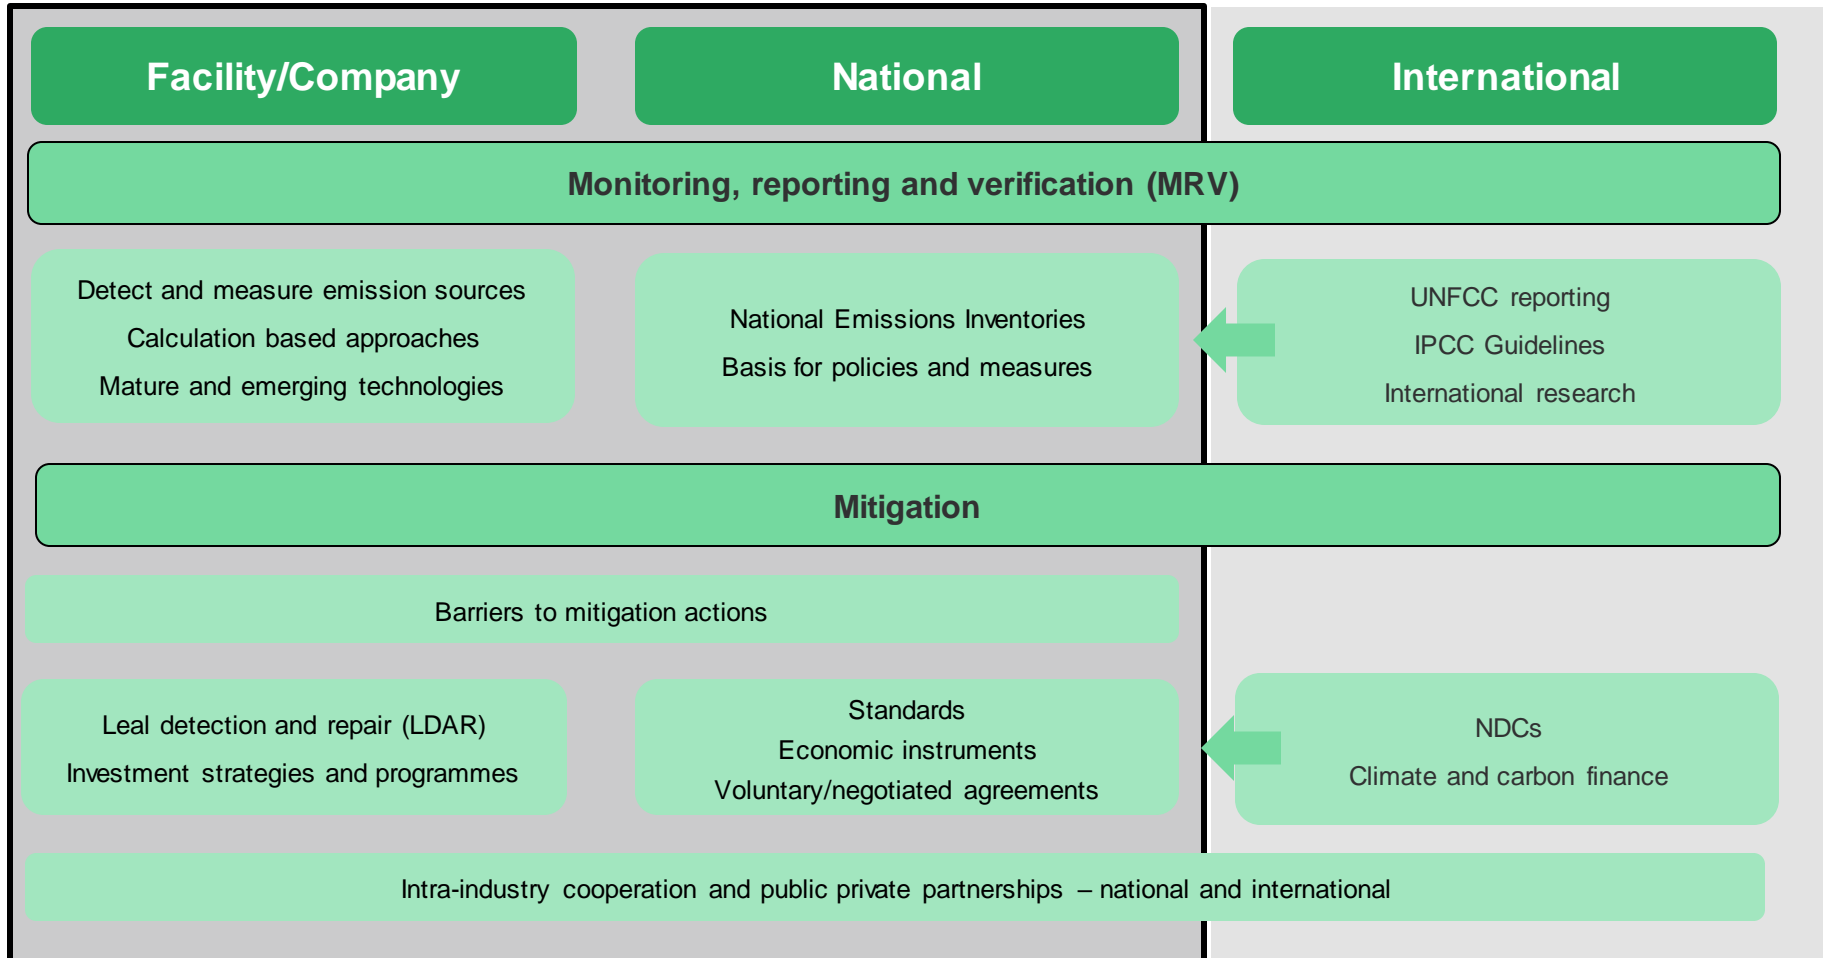 Facility/Company
National
International
Monitoring, reporting and verification (MRV)
Detect and measure emission sources
Calculation based approaches
Mature and emerging technologies
National Emissions Inventories
Basis for policies and measures
UNFCC reporting
IPCC Guidelines
International research
Mitigation
Barriers to mitigation actions
Leal detection and repair (LDAR)
Investment strategies and programmes
Standards
Economic instruments
Voluntary/negotiated agreements
NDCs
Climate and carbon finance
Intra-industry cooperation and public private partnerships – national and international